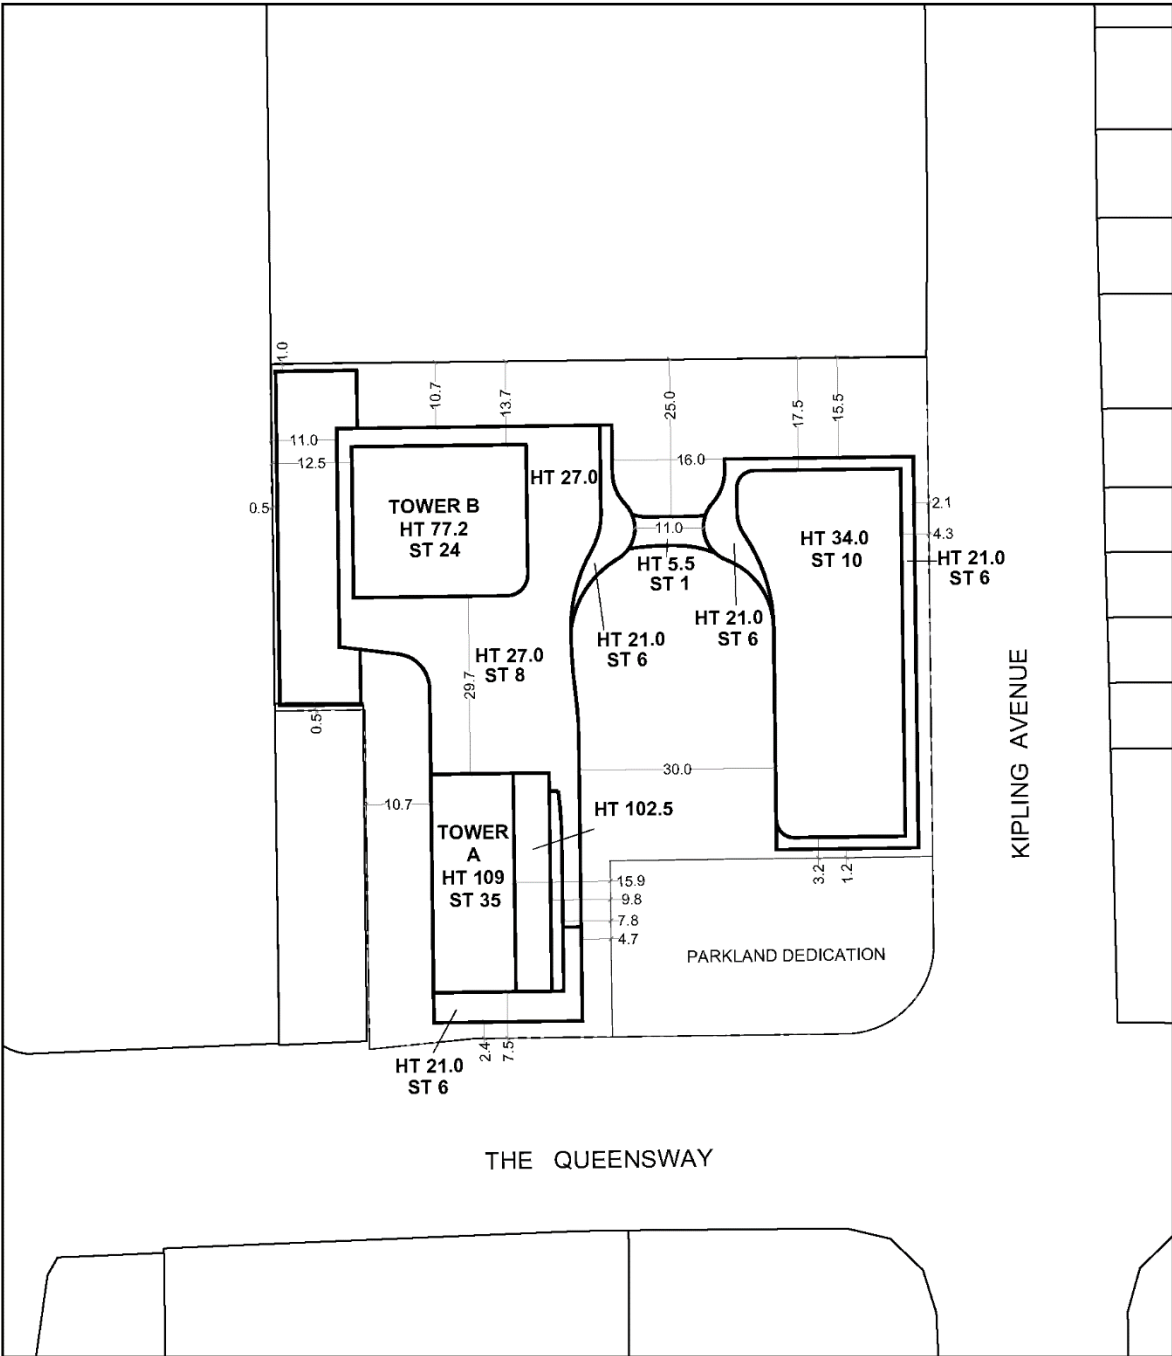 1.0
10.7
13.7
25.0
17.5
15.5
11.0
12.5
0.5
16.0
HT 27.0
TOWER B
HT 77.2
ST 24
11.0
2.1
4.3
HT 34.0
ST 10
HT 5.5
ST 1
HT 21.0
ST 6
HT 21.0
ST 6
HT 21.0
ST 6
HT 27.0
ST 8
29.7
0.5
30.0
10.7
HT 102.5
TOWER
A
HT 109
ST 35
15.9
9.8
7.8
4.7
3.2
1.2
PARKLAND DEDICATION
KIPLING AVENUE
2.4
7.5
HT 21.0
ST 6
THE QUEENSWAY